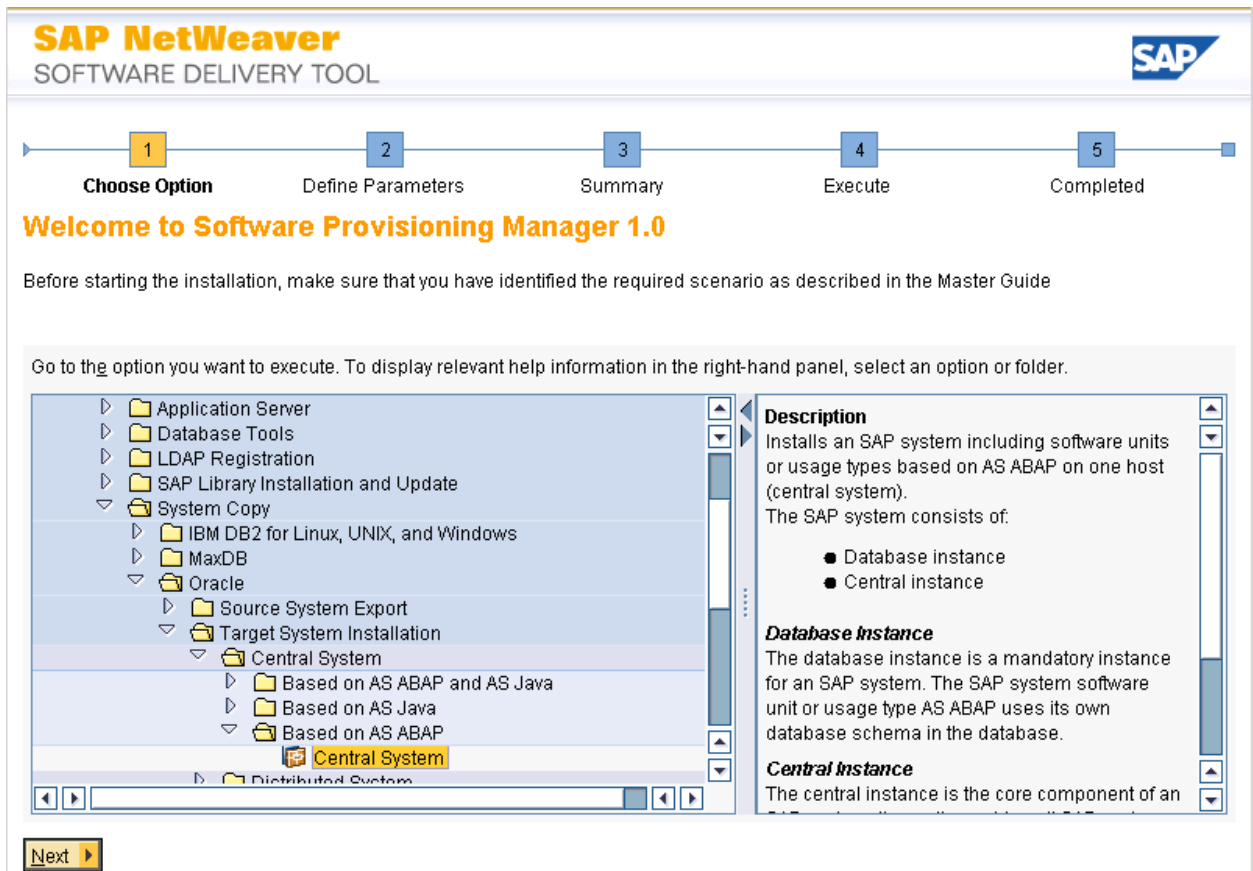 SAP NetWeaver
SOFTWARE DELIVERY TOOL
SAP
1
2
3
4
5
Choose Option
Define Parameters
Summary
Execute
Completed
Welcome to Software Provisioning Manager 1.0
Before starting the installation, make sure that you have identified the required scenario as described in the Master Guide
Go to the option you want to execute. To display relevant help information in the right-hand panel, select an option or folder.
Application Server
Database Tools
LDAP Registration
SAP Library Installation and Update
System Copy
IBM DB2 for Linux, UNIX, and Windows
MaxDB
Oracle
Source System Export
Target System Installation
Central System
Based on AS ABAP and AS Java
Based on AS Java
Based on AS ABAP
Central System
Distributed System
Description
Installs an SAP system including software units
or usage types based on AS ABAP on one host
(central system).
The SAP system consists of:
● Database instance
● Central instance
Database Instance
The database instance is a mandatory instance
for an SAP system. The SAP system software
unit or usage type AS ABAP uses its own
database schema in the database.
Central Instance
The central instance is the core component of an
Next